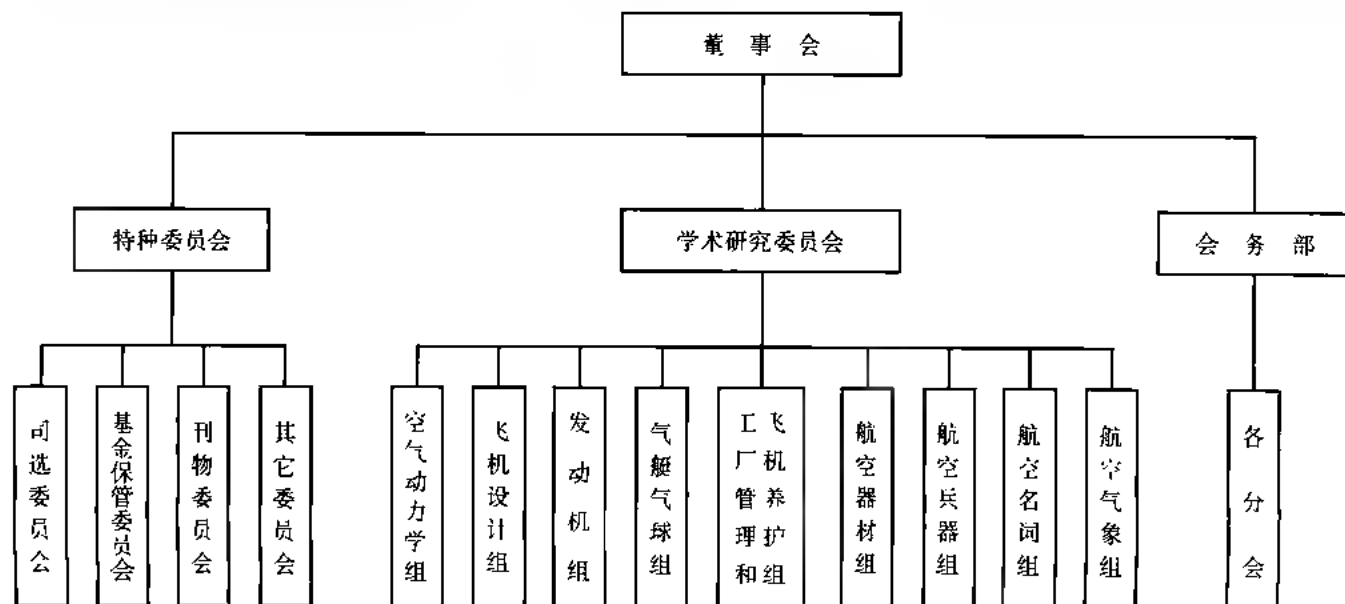 董事会
特种委员会
学术研究委员会
会务部
司选委员会
基金保管委员会
刊物委员会
其它委员会
空气动力学组
飞机设计组
发动机组
气艇气球组
工厂管理和
飞机养护组
航空器材组
航空兵器组
航空名词组
航空气象组
各分会